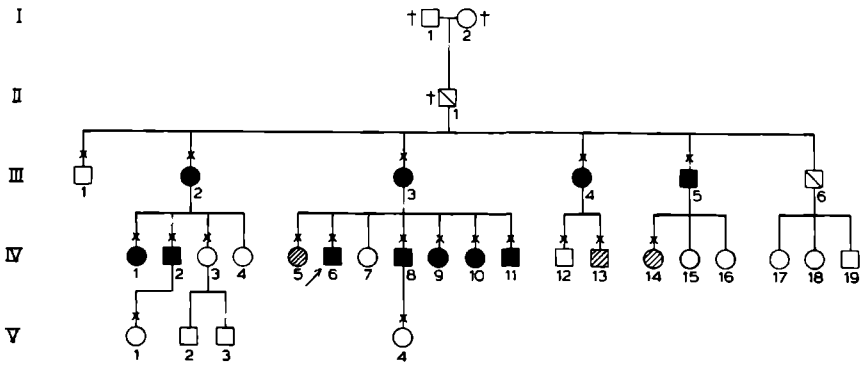 I † 1 2 †
II † 1
III 1 2 3 4 5 6
IV 1 2 3 4 5 6 7 8 9 10 11 12 13 14 15 16 17 18 19
V 1 2 3 4